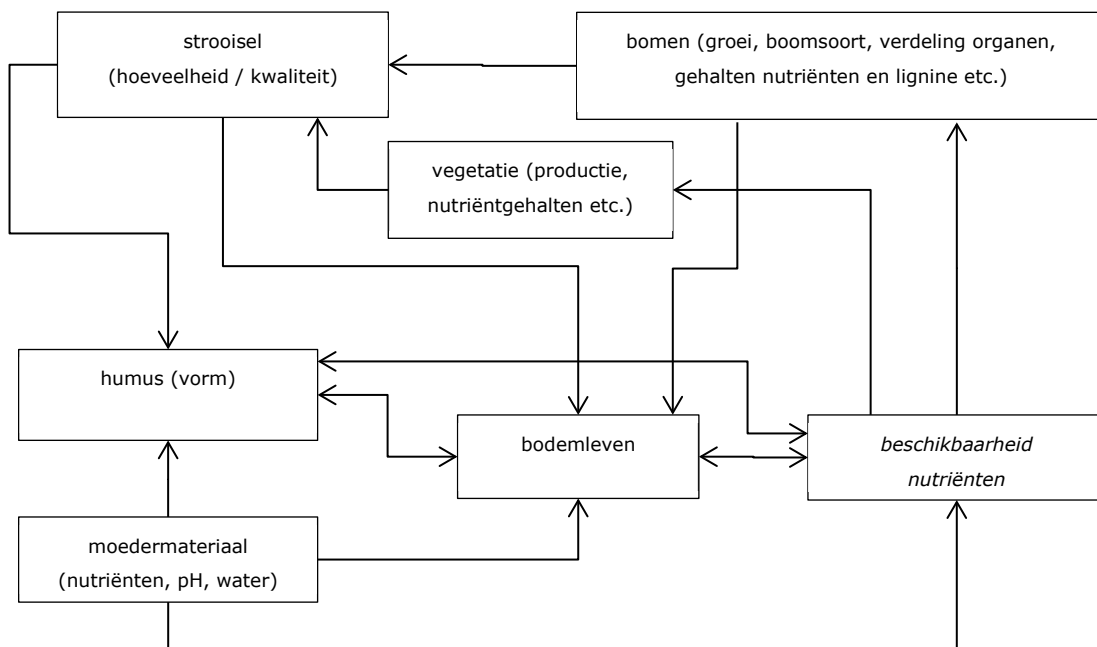 strooisel
(hoeveelheid / kwaliteit)
bomen (groei, boomsoort, verdeling organen,
gehalten nutriënten en lignine etc.)
vegetatie (productie,
nutriëntgehalten etc.)
humus (vorm)
bodemleven
beschikbaarheid
nutriënten
moedermateriaal
(nutriënten, pH, water)